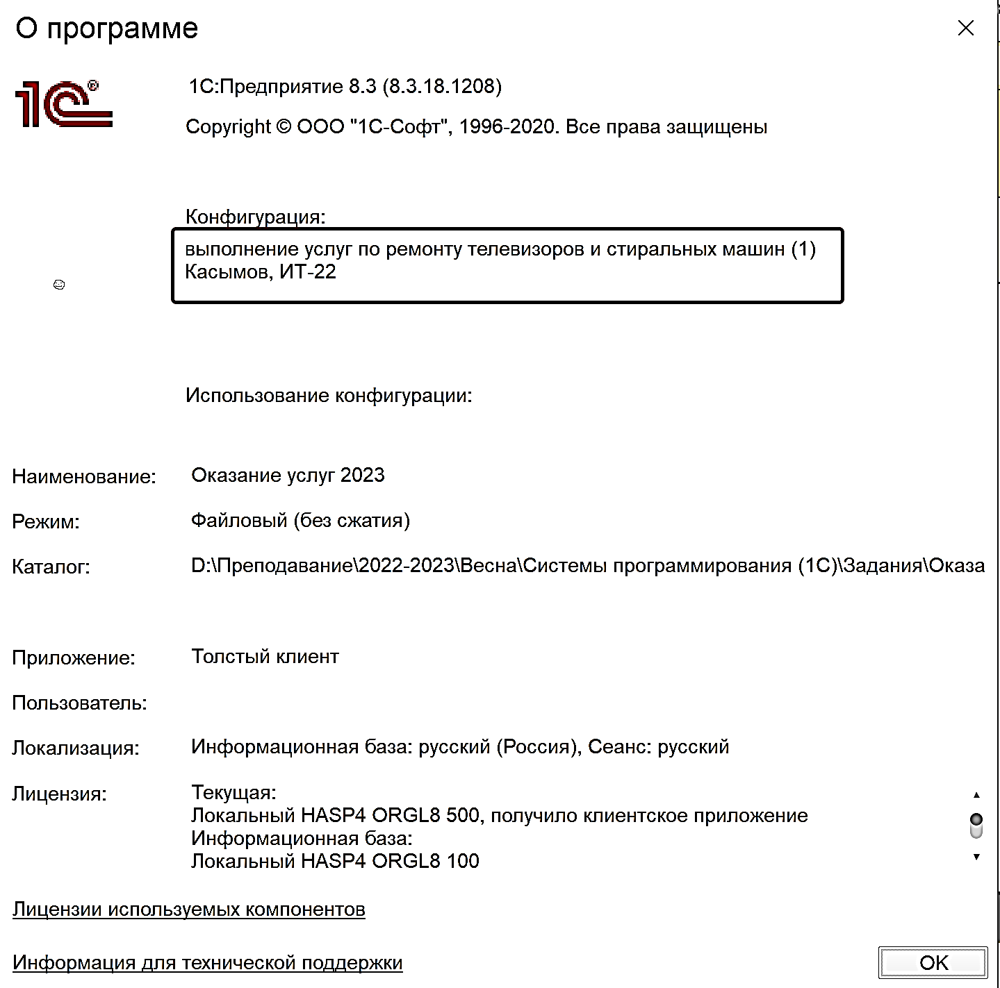 О программе
1C®
1С:Предприятие 8.3 (8.3.18.1208)
Copyright © ООО "1С-Софт", 1996-2020. Все права защищены
Конфигурация:
выполнение услуг по ремонту телевизоров и стиральных машин (1)
Касымов, ИТ-22
Использование конфигурации:
Наименование: Оказание услуг 2023
Режим: Файловый (без сжатия)
Каталог: D:\Преподавание\2022-2023\Весна\Системы программирования (1С)\Задания\Оказа
Приложение: Толстый клиент
Пользователь:
Локализация: Информационная база: русский (Россия), Сеанс: русский
Лицензия: Текущая:
Локальный HASP4 ORGL8 500, получило клиентское приложение
Информационная база:
Локальный HASP4 ORGL8 100
Лицензии используемых компонентов
Информация для технической поддержки
OK